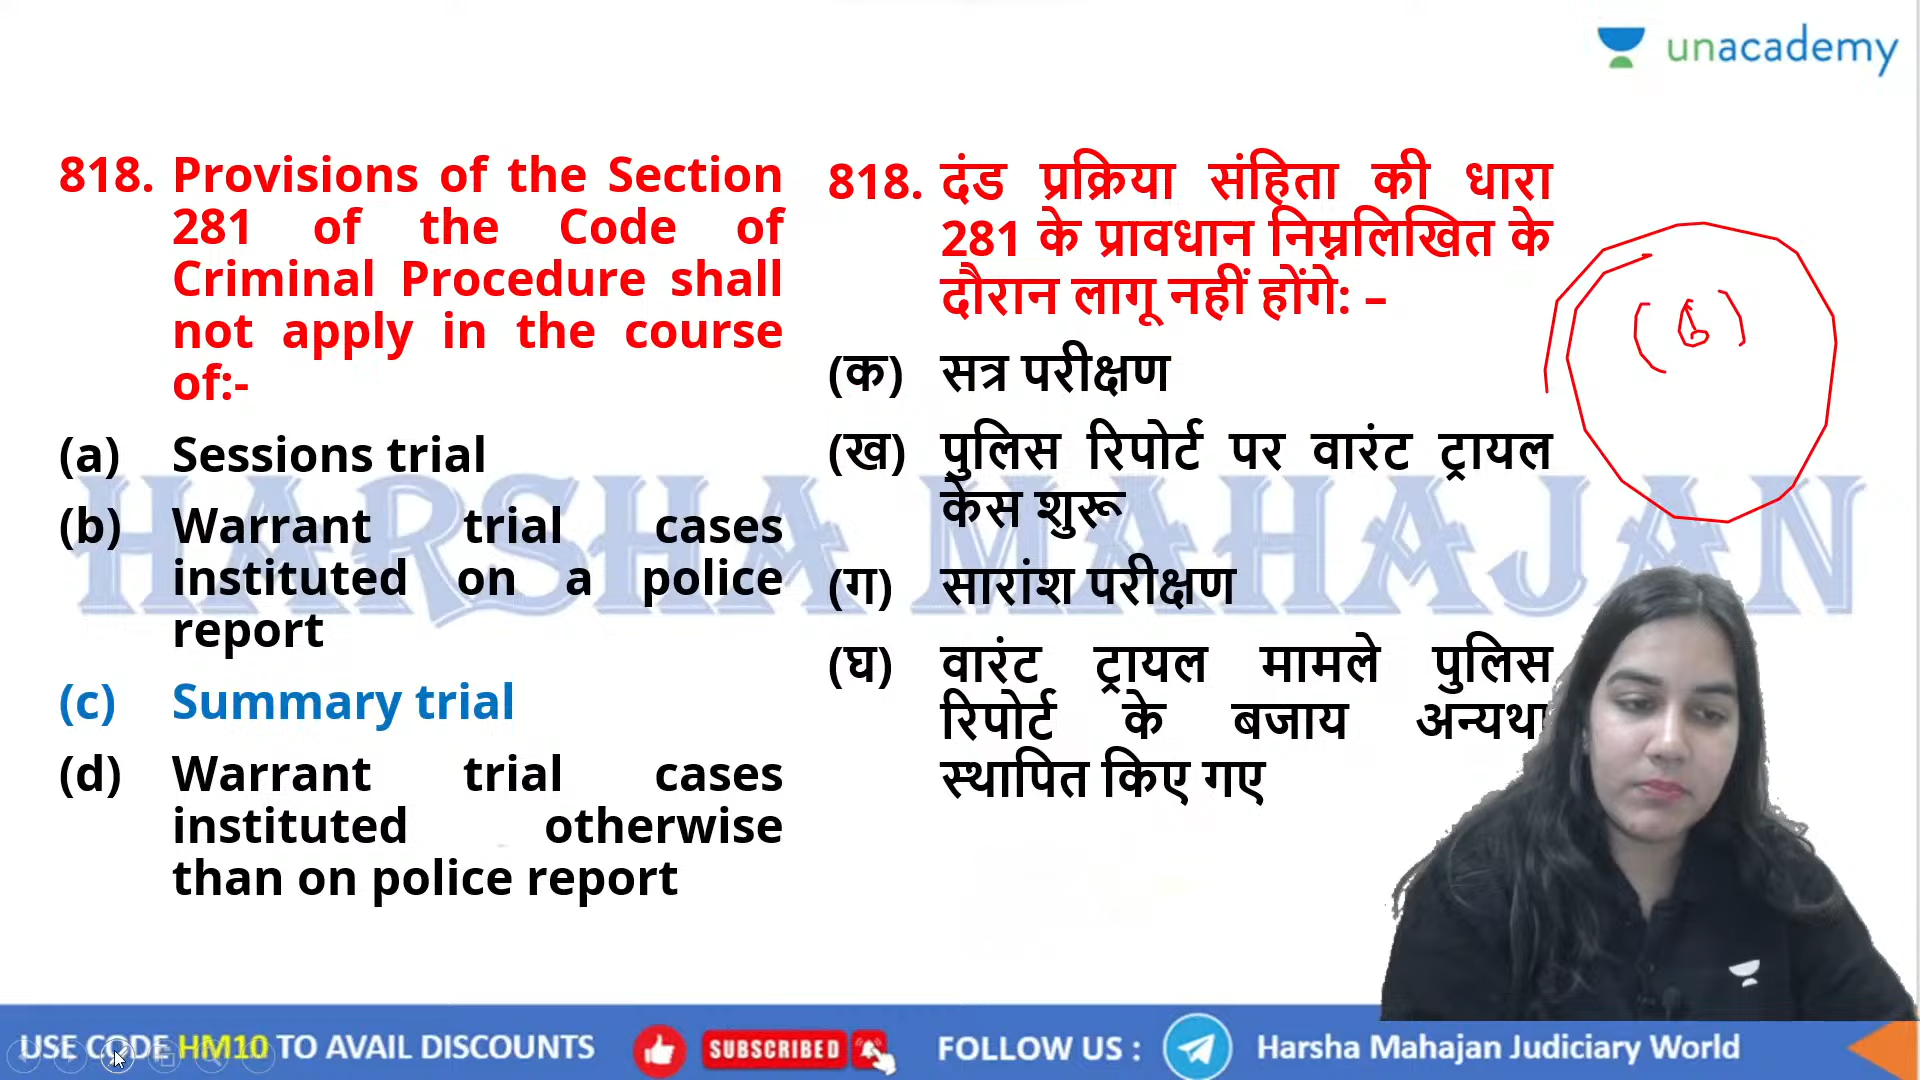 unacademy
818. Provisions of the Section
281 of the Code of
Criminal Procedure shall
not apply in the course
of:-
(a) Sessions trial
(b) Warrant trial cases
instituted on a police
report
(c) Summary trial
(d) Warrant trial cases
instituted otherwise
than on police report
818. दंड प्रक्रिया संहिता की धारा
281 के प्रावधान निम्नलिखित के
दौरान लागू नहीं होंगे: –
(क) सत्र परीक्षण
(ख) पुलिस रिपोर्ट पर वारंट ट्रायल
केस शुरू
(ग) सारांश परीक्षण
(घ) वारंट ट्रायल मामले पुलिस
रिपोर्ट के बजाय अन्यथा
स्थापित किए गए
HARSHA MAHAJAN
USE CODE HM10 TO AVAIL DISCOUNTS
SUBSCRIBED
FOLLOW US :
Harsha Mahajan Judiciary World